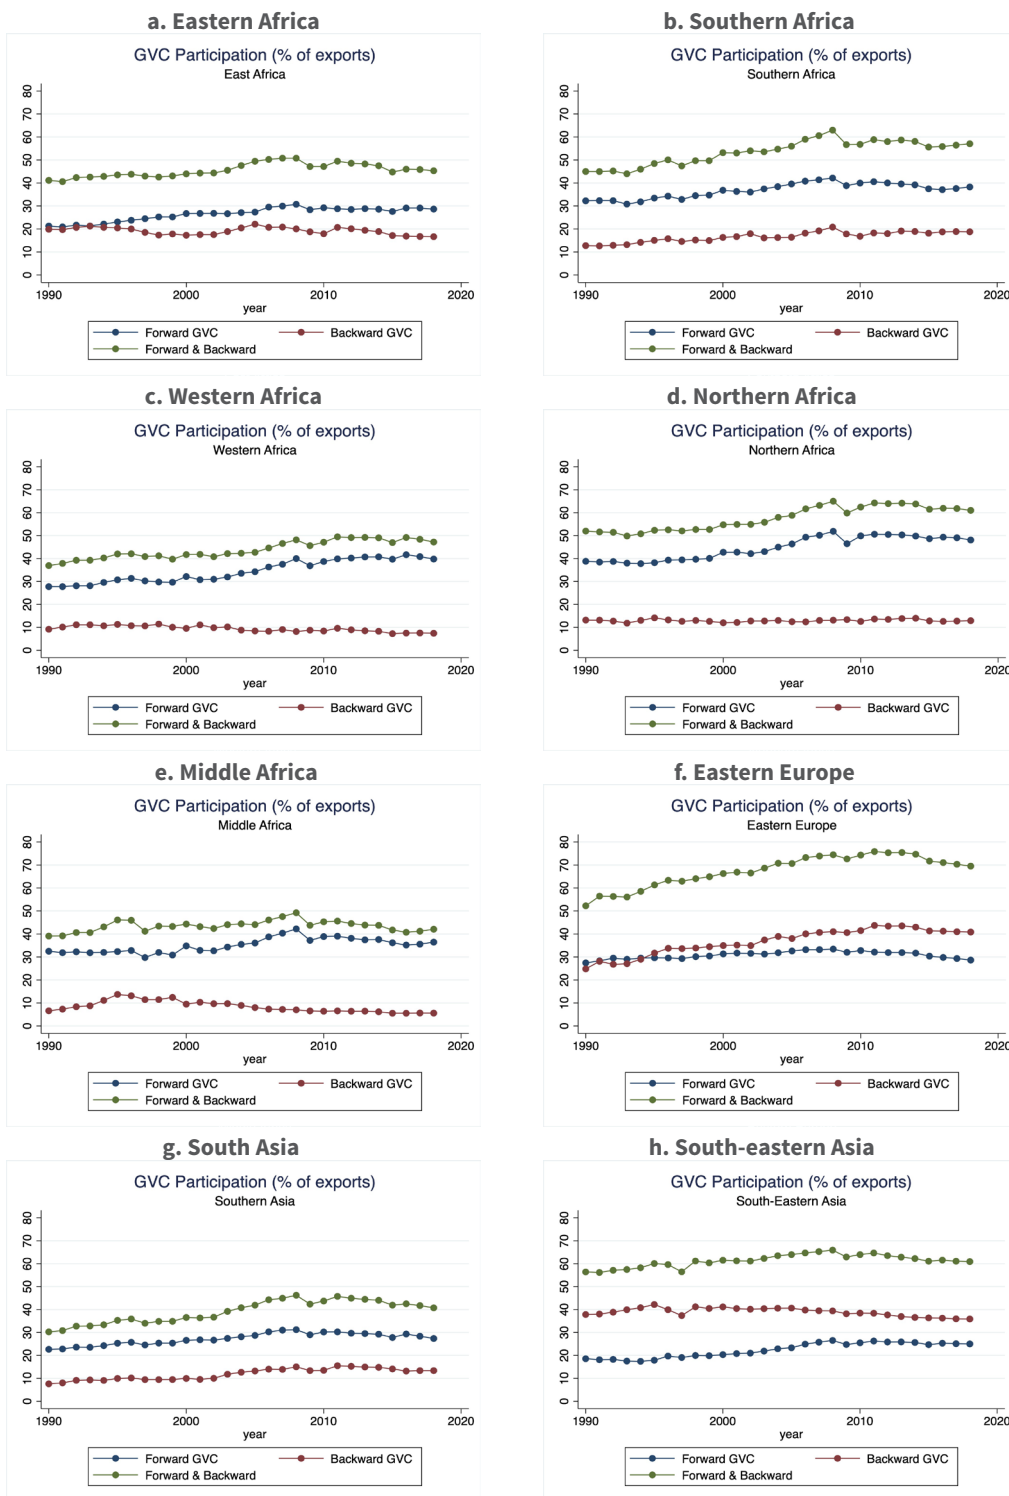 a. Eastern Africa
GVC Participation (% of exports)
East Africa
80
70
60
50
40
30
20
10
0
1990 2000 2010 2020
year
Forward GVC Backward GVC
Forward & Backward
b. Southern Africa
GVC Participation (% of exports)
Southern Africa
80
70
60
50
40
30
20
10
0
1990 2000 2010 2020
year
Forward GVC Backward GVC
Forward & Backward
c. Western Africa
GVC Participation (% of exports)
Western Africa
80
70
60
50
40
30
20
10
0
1990 2000 2010 2020
year
Forward GVC Backward GVC
Forward & Backward
d. Northern Africa
GVC Participation (% of exports)
Northern Africa
80
70
60
50
40
30
20
10
0
1990 2000 2010 2020
year
Forward GVC Backward GVC
Forward & Backward
e. Middle Africa
GVC Participation (% of exports)
Middle Africa
80
70
60
50
40
30
20
10
0
1990 2000 2010 2020
year
Forward GVC Backward GVC
Forward & Backward
f. Eastern Europe
GVC Participation (% of exports)
Eastern Europe
80
70
60
50
40
30
20
10
0
1990 2000 2010 2020
year
Forward GVC Backward GVC
Forward & Backward
g. South Asia
GVC Participation (% of exports)
Southern Asia
80
70
60
50
40
30
20
10
0
1990 2000 2010 2020
year
Forward GVC Backward GVC
Forward & Backward
h. South-eastern Asia
GVC Participation (% of exports)
South-Eastern Asia
80
70
60
50
40
30
20
10
0
1990 2000 2010 2020
year
Forward GVC Backward GVC
Forward & Backward